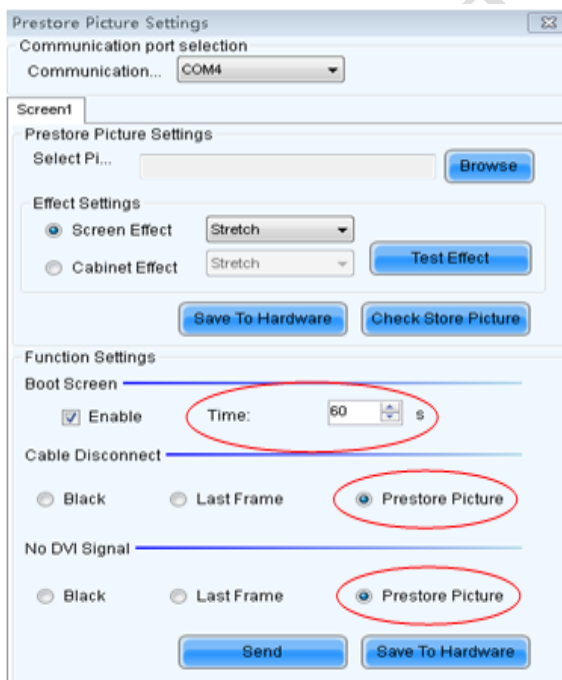 Prestore Picture Settings
Communication port selection
Communication... COM4
Screen1
Prestore Picture Settings
Select Pi... Browse
Effect Settings
Screen Effect Stretch
Cabinet Effect Stretch
Test Effect
Save To Hardware Check Store Picture
Function Settings
Boot Screen
Enable Time: 60 s
Cable Disconnect
Black Last Frame Prestore Picture
No DVI Signal
Black Last Frame Prestore Picture
Send Save To Hardware